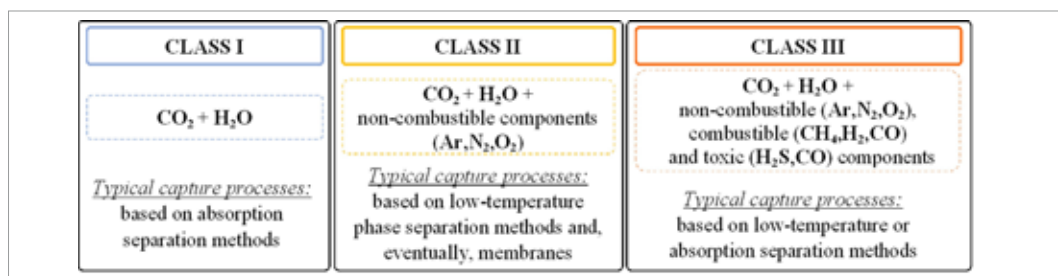 CLASS I
CO₂ + H₂O
Typical capture processes:
based on absorption
separation methods
CLASS II
CO₂ + H₂O +
non-combustible components
(Ar,N₂,O₂)
Typical capture processes:
based on low-temperature
phase separation methods and,
eventually, membranes
CLASS III
CO₂ + H₂O +
non-combustible (Ar,N₂,O₂),
combustible (CH₄,H₂,CO)
and toxic (H₂S,CO) components
Typical capture processes:
based on low-temperature or
absorption separation methods